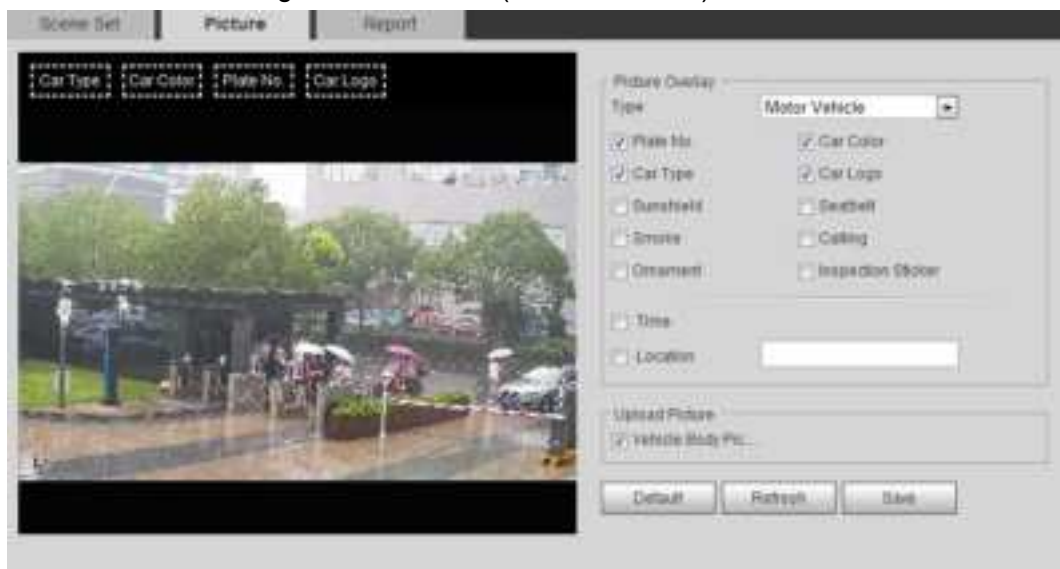 Scene Set Picture Report
Car Type Car Color Plate No. Car Logo
Picture Overlay
Type Motor Vehicle
Plate No. Car Color
Car Type Car Logo
Sunshield Seatbelt
Smoke Calling
Ornament Inspection Sticker
Time
Location
Upload Picture
Vehicle Body Pic...
Default Refresh Save